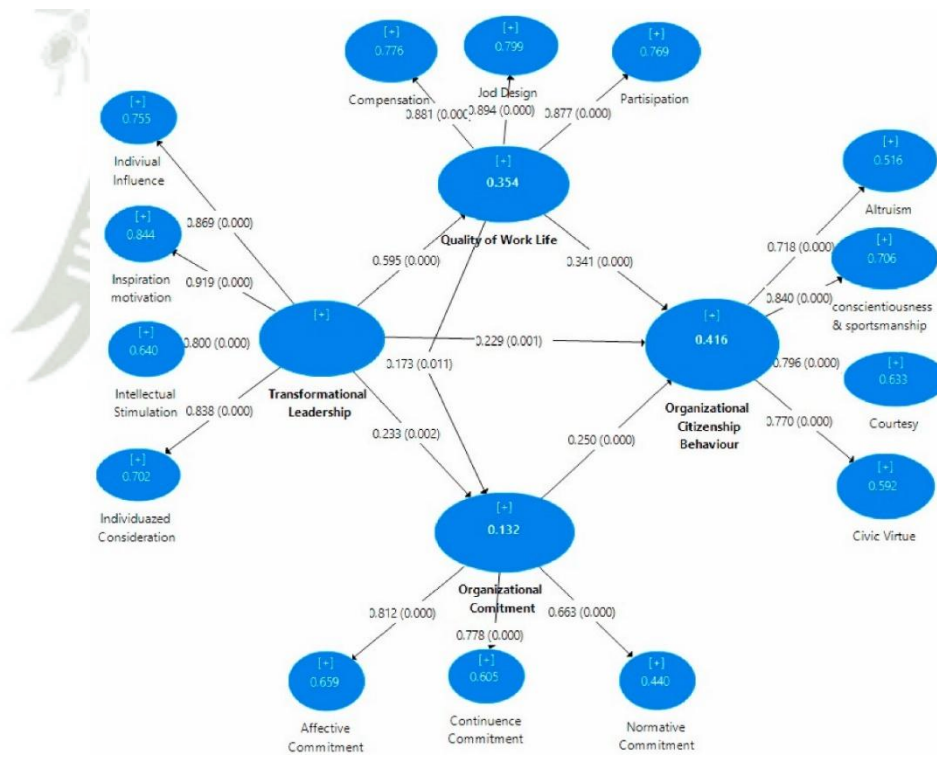 [+]
0.776
Compensation
[+]
0.799
Jod Design
[+]
0.769
Partisipation
0.881 (0.000)
0.894 (0.000)
0.877 (0.000)
[+]
0.755
Indiviual
Influence
[+]
0.354
Quality of Work Life
[+]
0.516
Altruism
0.869 (0.000)
[+]
0.844
Inspiration
motivation
0.919 (0.000)
0.595 (0.000)
0.341 (0.000)
0.718 (0.000)
[+]
0.706
conscientiousness
& sportsmanship
0.840 (0.000)
[+]
0.640
Intellectual
Stimulation
0.800 (0.000)
[+]
Transformational
Leadership
0.229 (0.001)
0.173 (0.011)
[+]
0.416
Organizational
Citizenship
Behaviour
0.796 (0.000)
[+]
0.633
Courtesy
0.838 (0.000)
0.233 (0.002)
0.250 (0.000)
0.770 (0.000)
[+]
0.702
Individuazed
Consideration
[+]
0.592
Civic Virtue
[+]
0.132
Organizational
Comitment
0.812 (0.000)
0.778 (0.000)
0.663 (0.000)
[+]
0.659
Affective
Commitment
[+]
0.605
Continuence
Commitment
[+]
0.440
Normative
Commitment